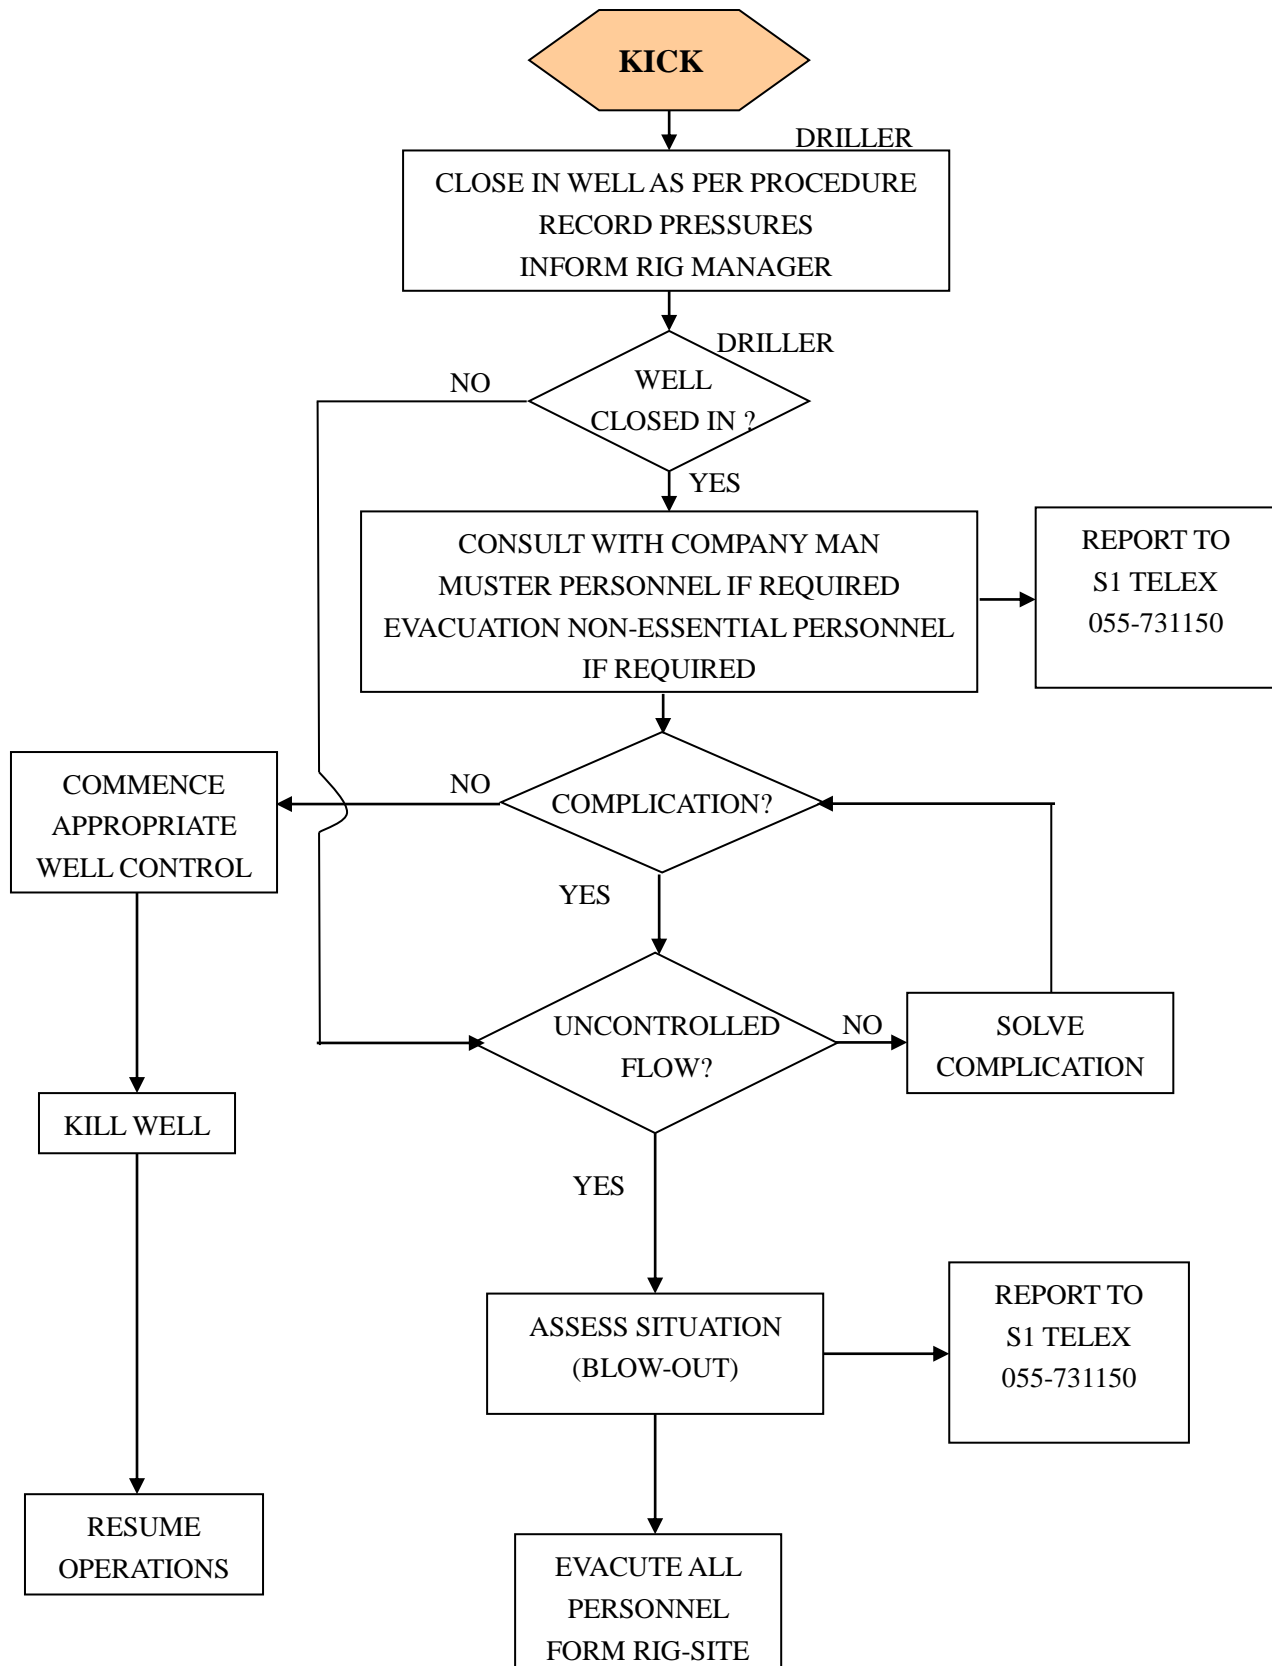 KICK
DRILLER
CLOSE IN WELL AS PER PROCEDURE
RECORD PRESSURES
INFORM RIG MANAGER
DRILLER
NO
WELL
CLOSED IN ?
YES
CONSULT WITH COMPANY MAN
MUSTER PERSONNEL IF REQUIRED
EVACUATION NON-ESSENTIAL PERSONNEL
IF REQUIRED
REPORT TO
S1 TELEX
055-731150
COMMENCE
APPROPRIATE
WELL CONTROL
NO
COMPLICATION?
YES
UNCONTROLLED
FLOW?
NO
SOLVE
COMPLICATION
KILL WELL
YES
ASSESS SITUATION
(BLOW-OUT)
REPORT TO
S1 TELEX
055-731150
RESUME
OPERATIONS
EVACUTE ALL
PERSONNEL
FORM RIG-SITE